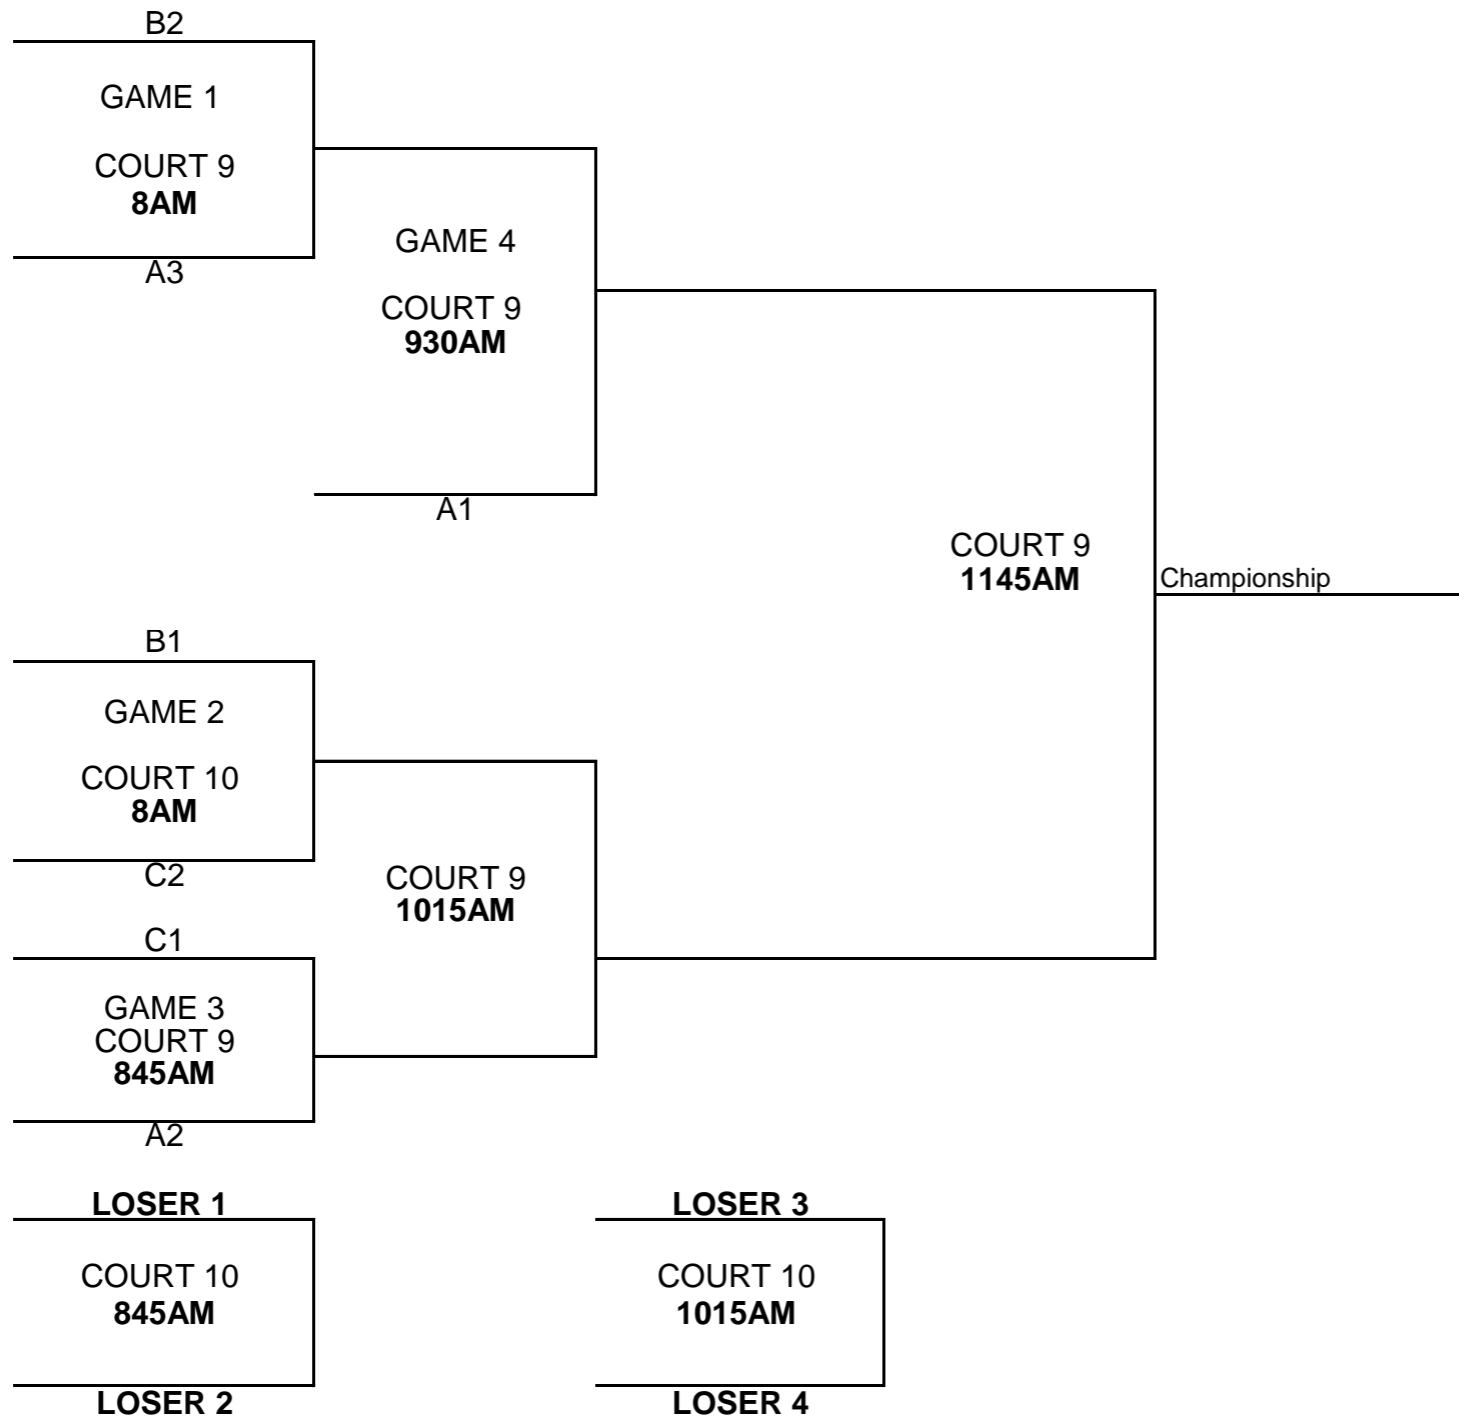 B2
GAME 1
COURT 9
8AM
A3
GAME 4
COURT 9
930AM
A1
COURT 9
1145AM
Championship
B1
GAME 2
COURT 10
8AM
C2
COURT 9
1015AM
C1
GAME 3
COURT 9
845AM
A2
LOSER 1
COURT 10
845AM
LOSER 2
LOSER 3
COURT 10
1015AM
LOSER 4